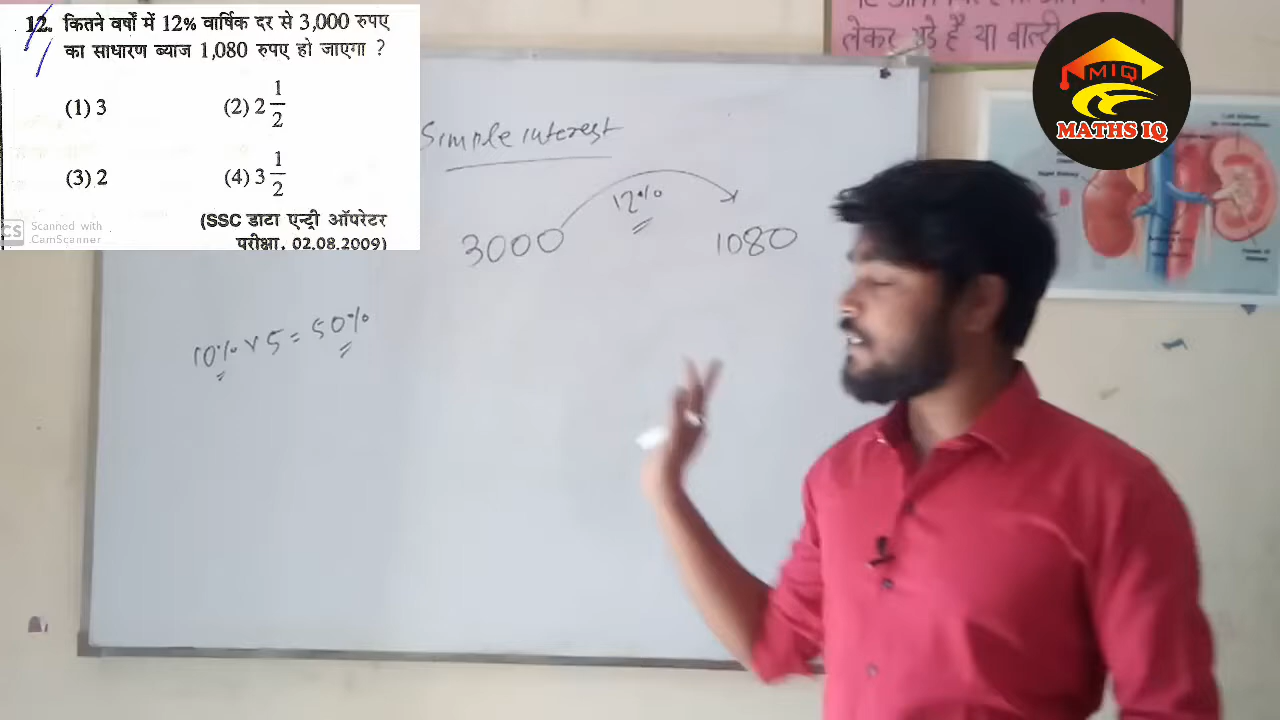 12. कितने वर्षों में 12% वार्षिक दर से 3,000 रुपए
का साधारण ब्याज 1,080 रुपए हो जाएगा ?
(1) 3 (2) 2 1/2
(3) 2 (4) 3 1/2
(SSC डाटा एन्ट्री ऑपरेटर
परीक्षा, 02.08.2009)
CS Scanned with
CamScanner
Simple interest
12%
3000 1080
10% × 5 = 50%
लेकर खड़े है या वाल्टी
MIQ
MATHS IQ